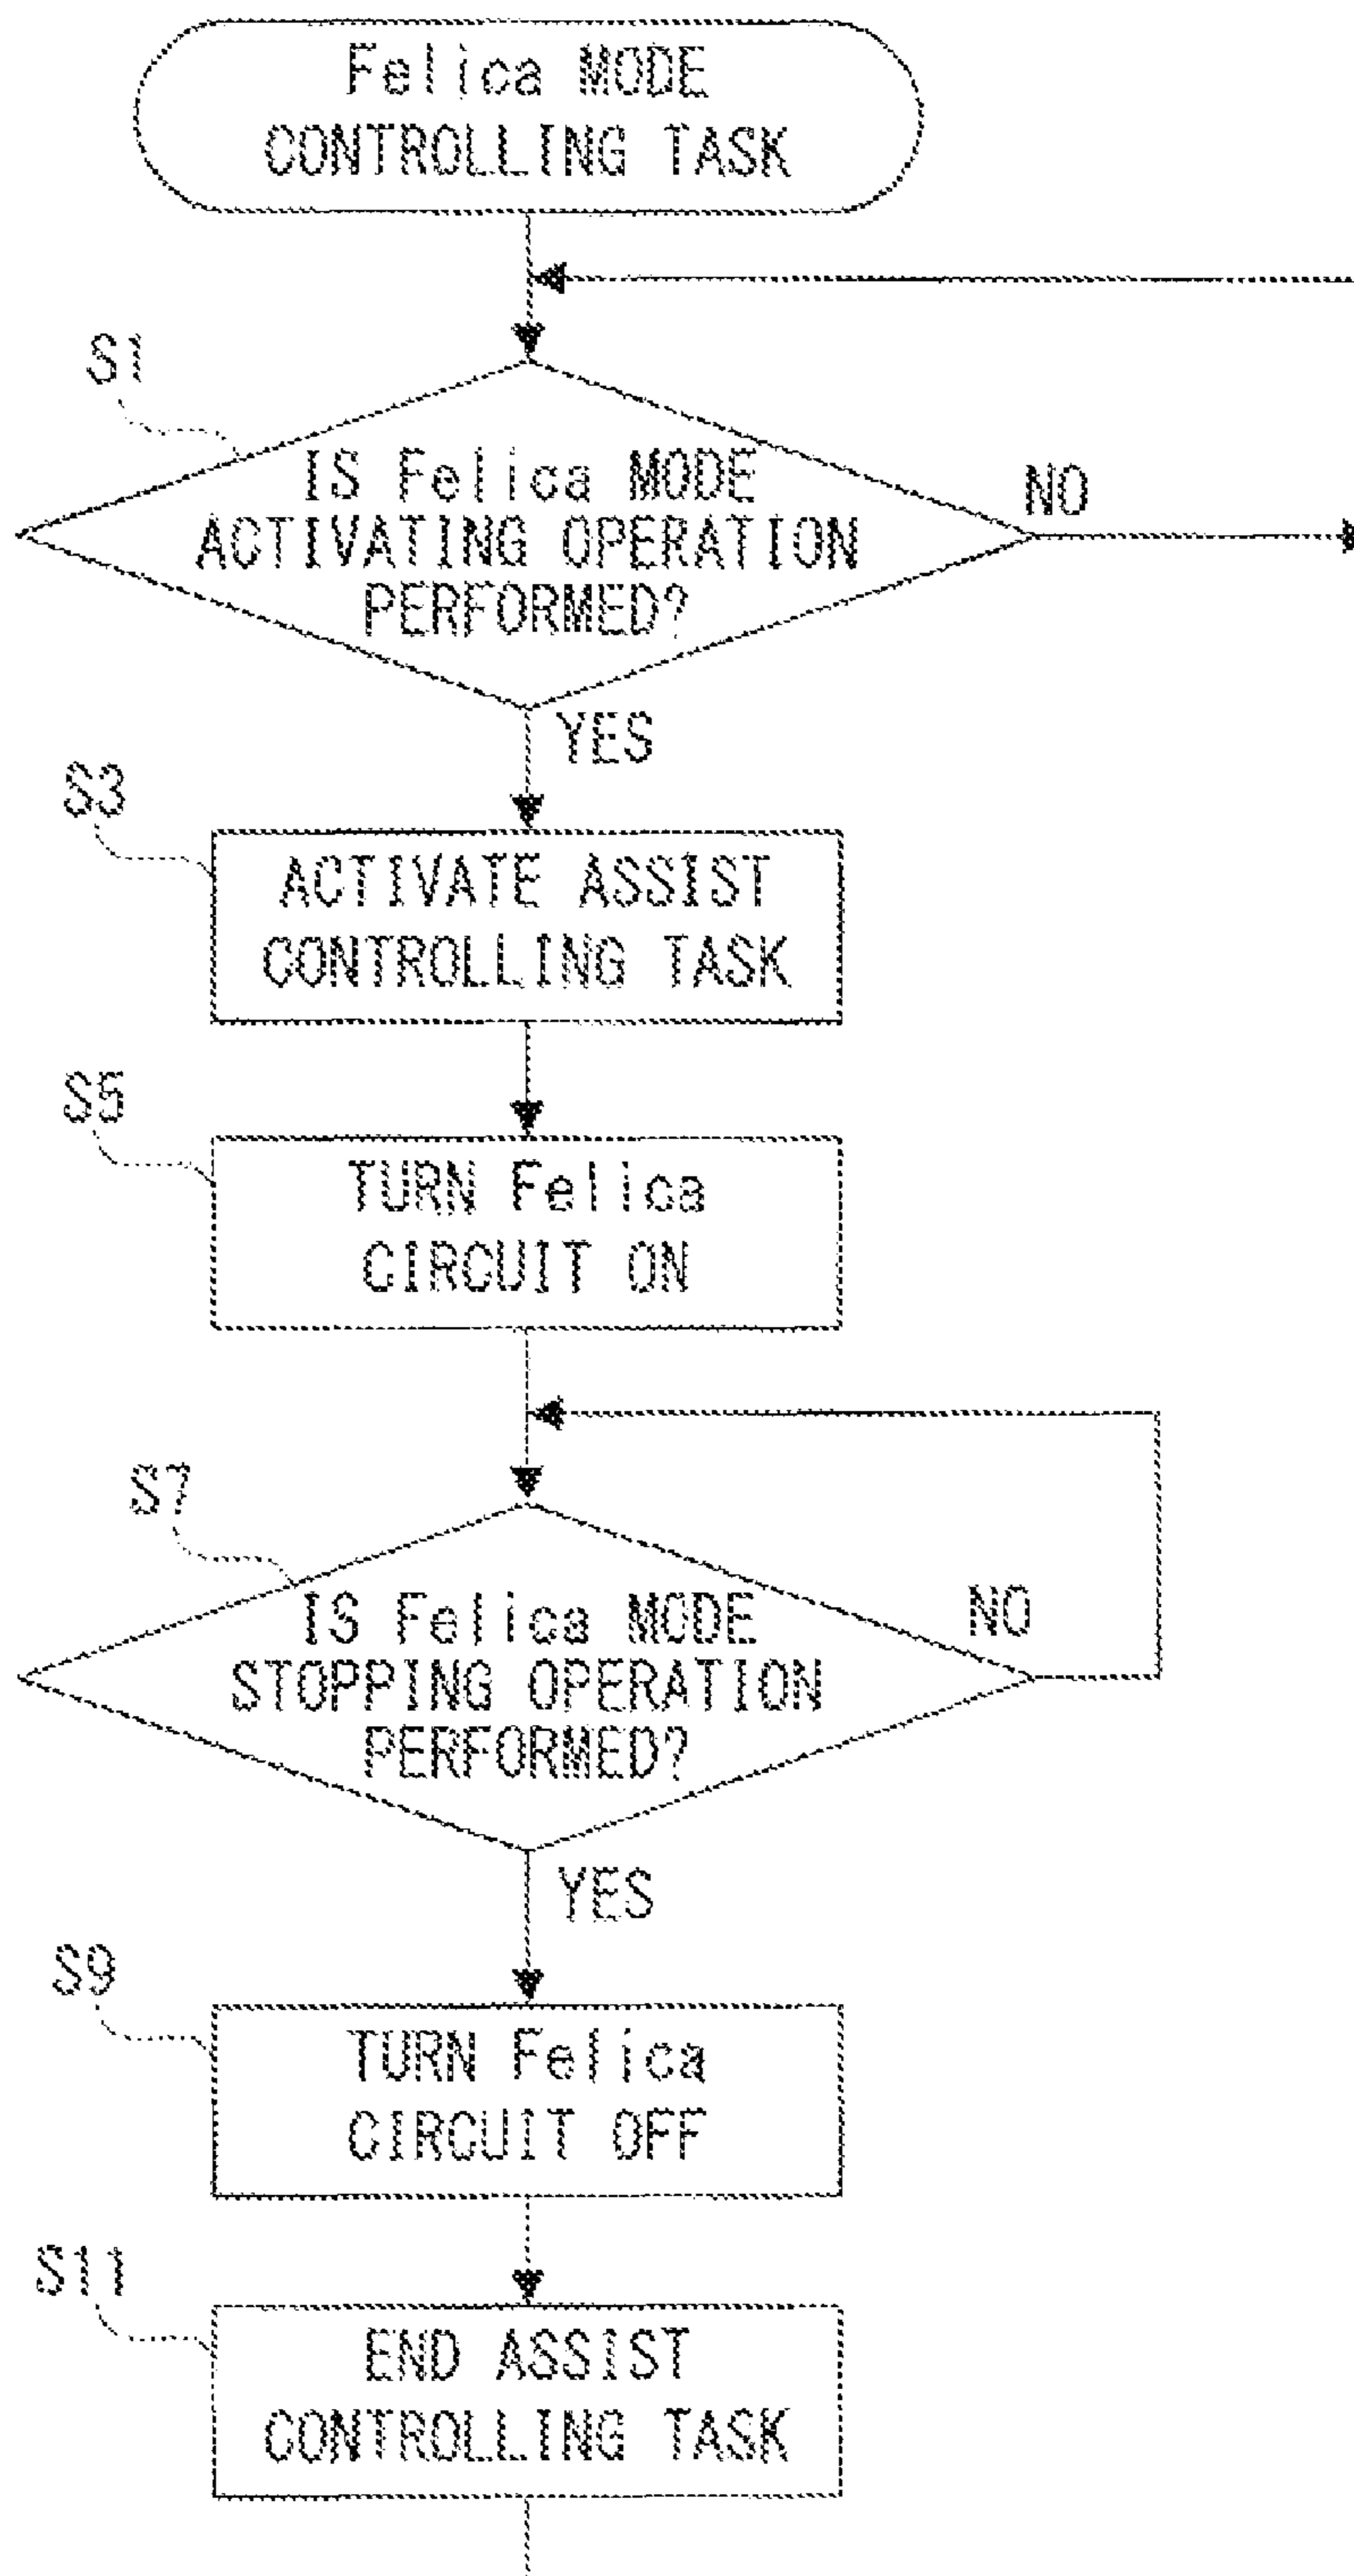 Felica MODE
CONTROLLING TASK
S1
IS Felica MODE
ACTIVATING OPERATION
PERFORMED?
NO
YES
S3
ACTIVATE ASSIST
CONTROLLING TASK
S5
TURN Felica
CIRCUIT ON
S7
IS Felica MODE
STOPPING OPERATION
PERFORMED?
NO
YES
S9
TURN Felica
CIRCUIT OFF
S11
END ASSIST
CONTROLLING TASK